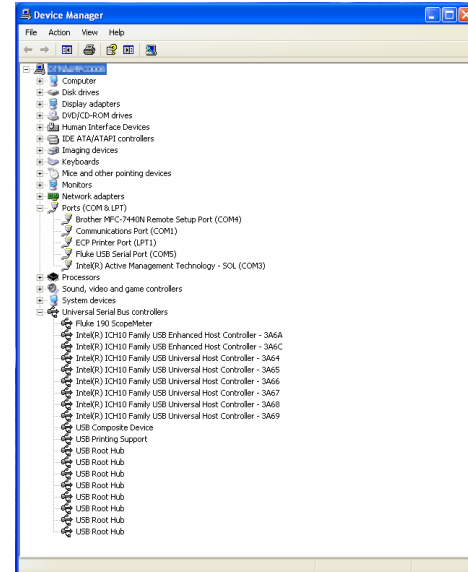 Device Manager
File Action View Help
Computer
Disk drives
Display adapters
DVD/CD-ROM drives
Human Interface Devices
IDE ATA/ATAPI controllers
Imaging devices
Keyboards
Mice and other pointing devices
Monitors
Network adapters
Ports (COM & LPT)
Brother MFC-7440N Remote Setup Port (COM4)
Communications Port (COM1)
ECP Printer Port (LPT1)
Fluke USB Serial Port (COM5)
Intel(R) Active Management Technology - SOL (COM3)
Processors
Sound, video and game controllers
System devices
Universal Serial Bus controllers
Fluke 190 ScopeMeter
Intel(R) ICH10 Family USB Enhanced Host Controller - 3A6A
Intel(R) ICH10 Family USB Enhanced Host Controller - 3A6C
Intel(R) ICH10 Family USB Universal Host Controller - 3A64
Intel(R) ICH10 Family USB Universal Host Controller - 3A65
Intel(R) ICH10 Family USB Universal Host Controller - 3A66
Intel(R) ICH10 Family USB Universal Host Controller - 3A67
Intel(R) ICH10 Family USB Universal Host Controller - 3A68
Intel(R) ICH10 Family USB Universal Host Controller - 3A69
USB Composite Device
USB Printing Support
USB Root Hub
USB Root Hub
USB Root Hub
USB Root Hub
USB Root Hub
USB Root Hub
USB Root Hub
USB Root Hub